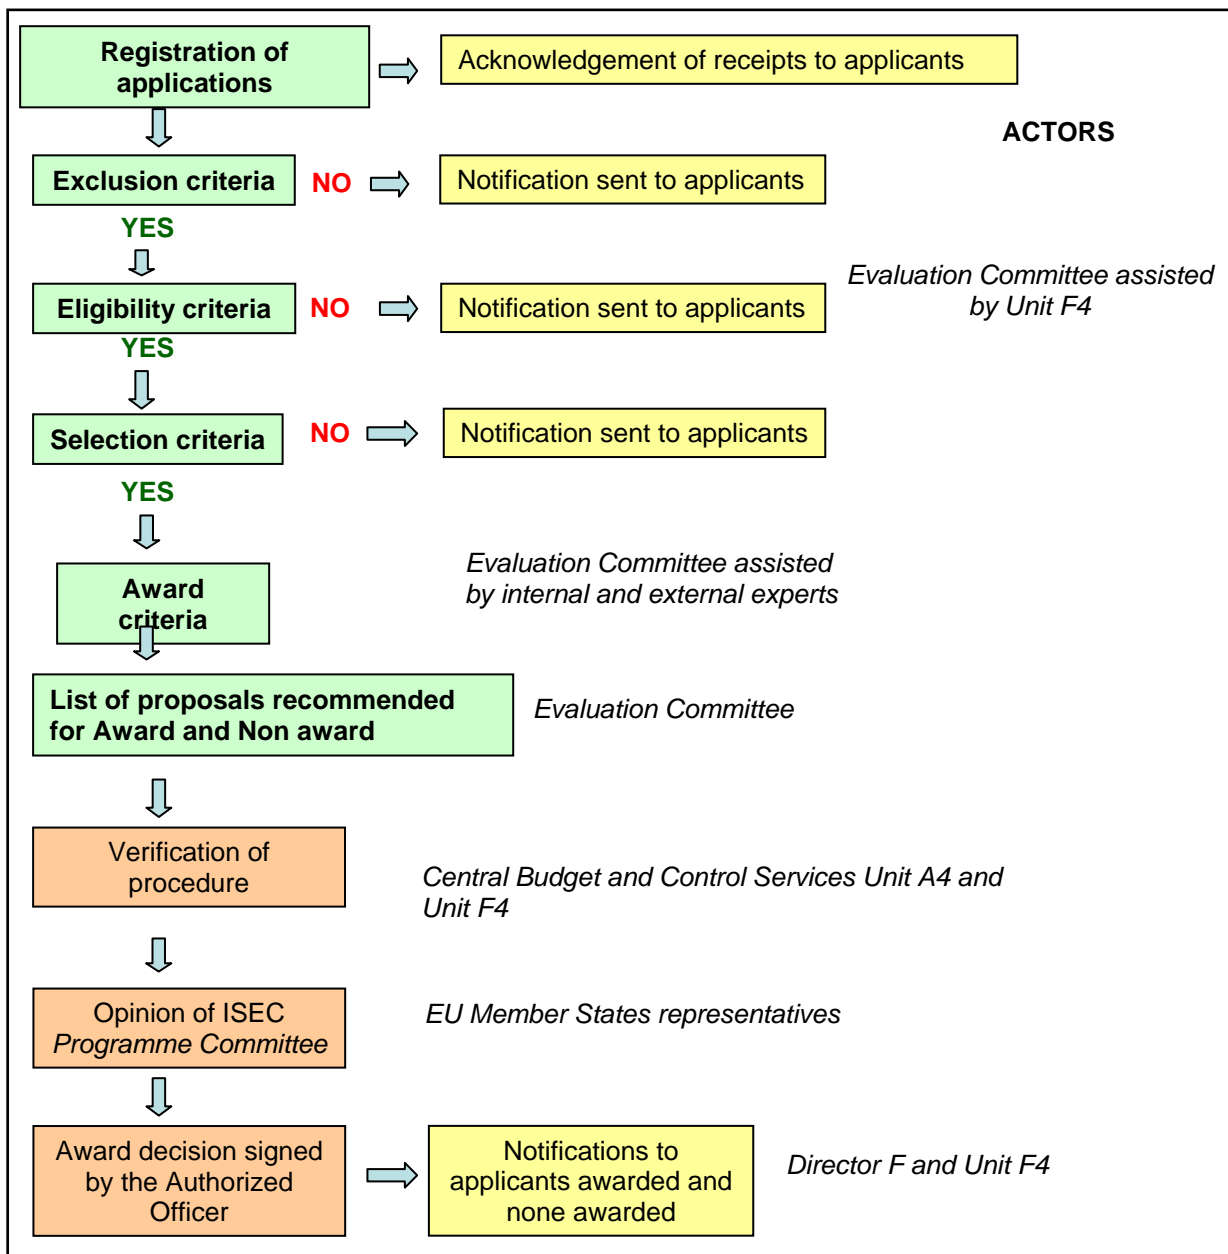 Registration of
applications
Acknowledgement of receipts to applicants
ACTORS
Exclusion criteria
NO
Notification sent to applicants
YES
Eligibility criteria
NO
Notification sent to applicants
Evaluation Committee assisted
by Unit F4
YES
Selection criteria
NO
Notification sent to applicants
YES
Award
criteria
Evaluation Committee assisted
by internal and external experts
List of proposals recommended
for Award and Non award
Evaluation Committee
Verification of
procedure
Central Budget and Control Services Unit A4 and
Unit F4
Opinion of ISEC
Programme Committee
EU Member States representatives
Award decision signed
by the Authorized
Officer
Notifications to
applicants awarded and
none awarded
Director F and Unit F4